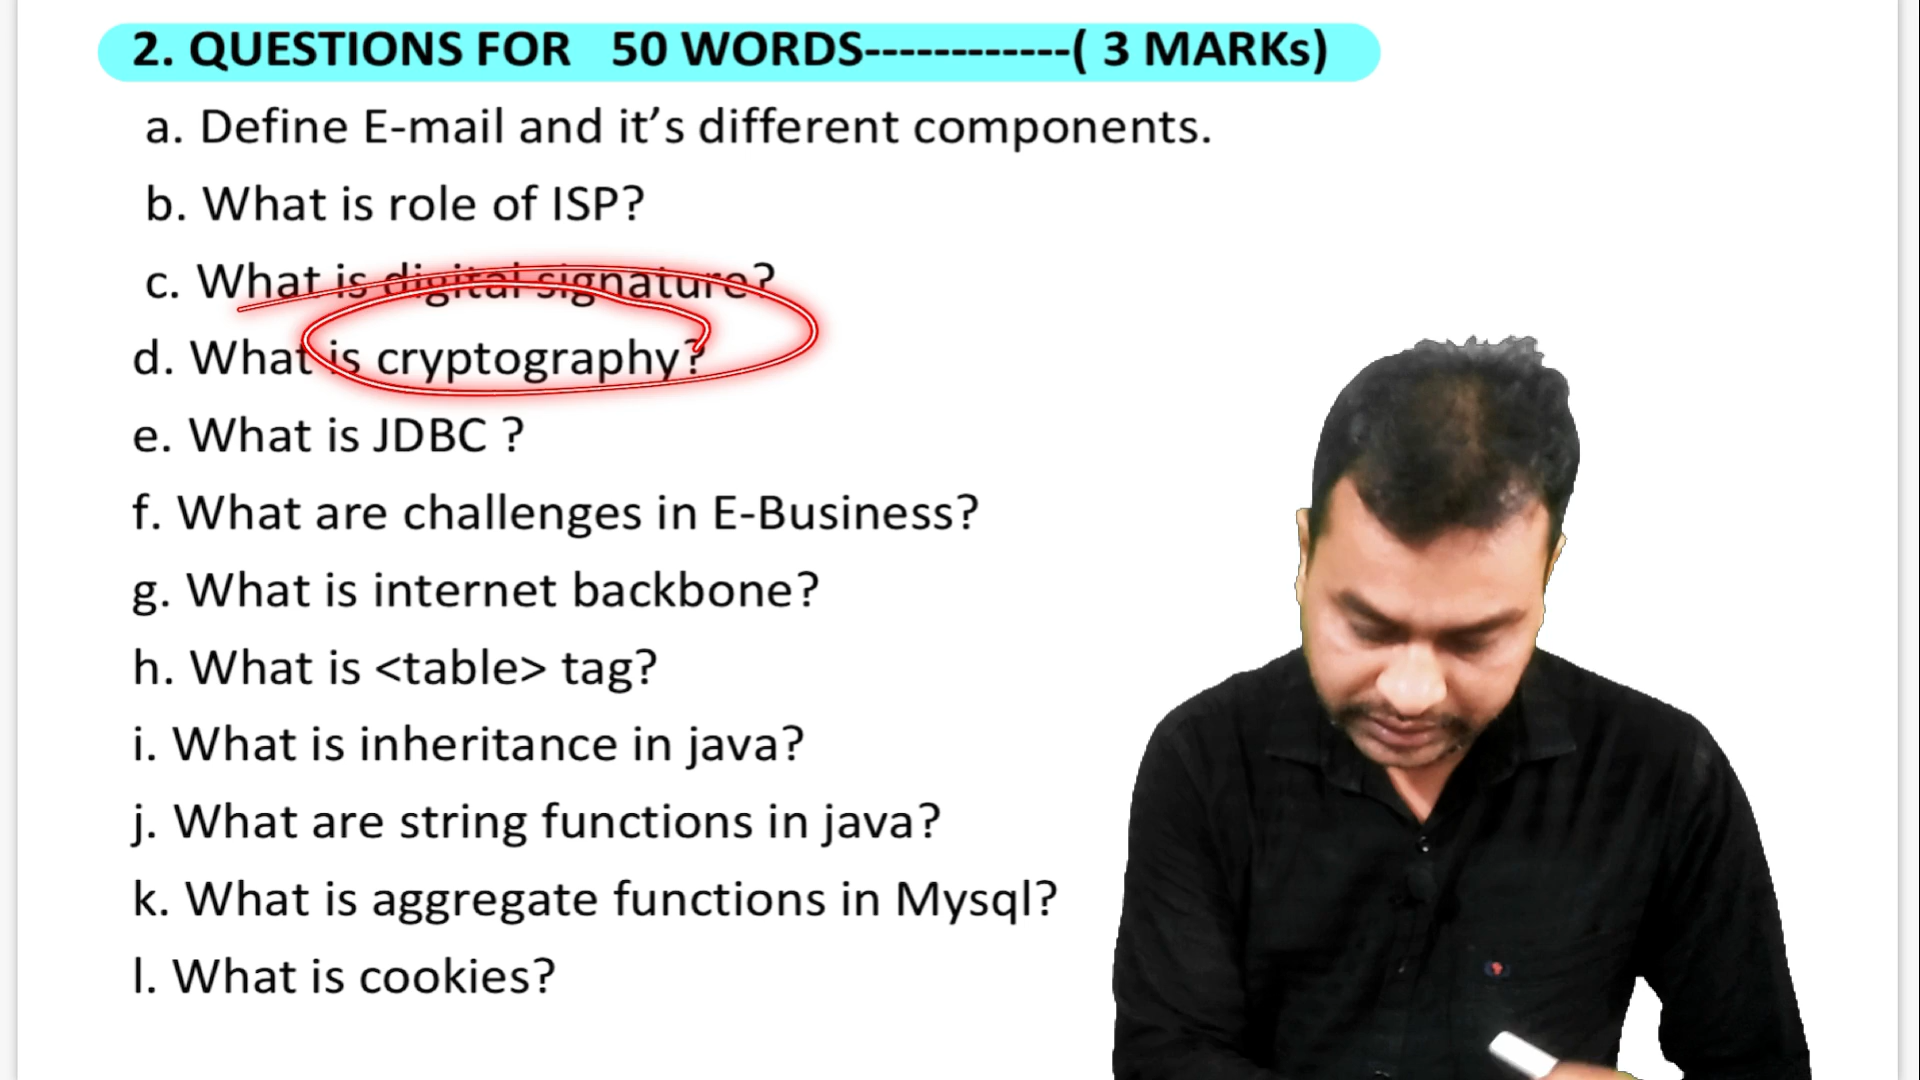 2. QUESTIONS FOR   50 WORDS------------( 3 MARKs)
a. Define E-mail and it’s different components.
b. What is role of ISP?
c. What is digital signature?
d. What is cryptography?
e. What is JDBC ?
f. What are challenges in E-Business?
g. What is internet backbone?
h. What is <table> tag?
i. What is inheritance in java?
j. What are string functions in java?
k. What is aggregate functions in Mysql?
l. What is cookies?